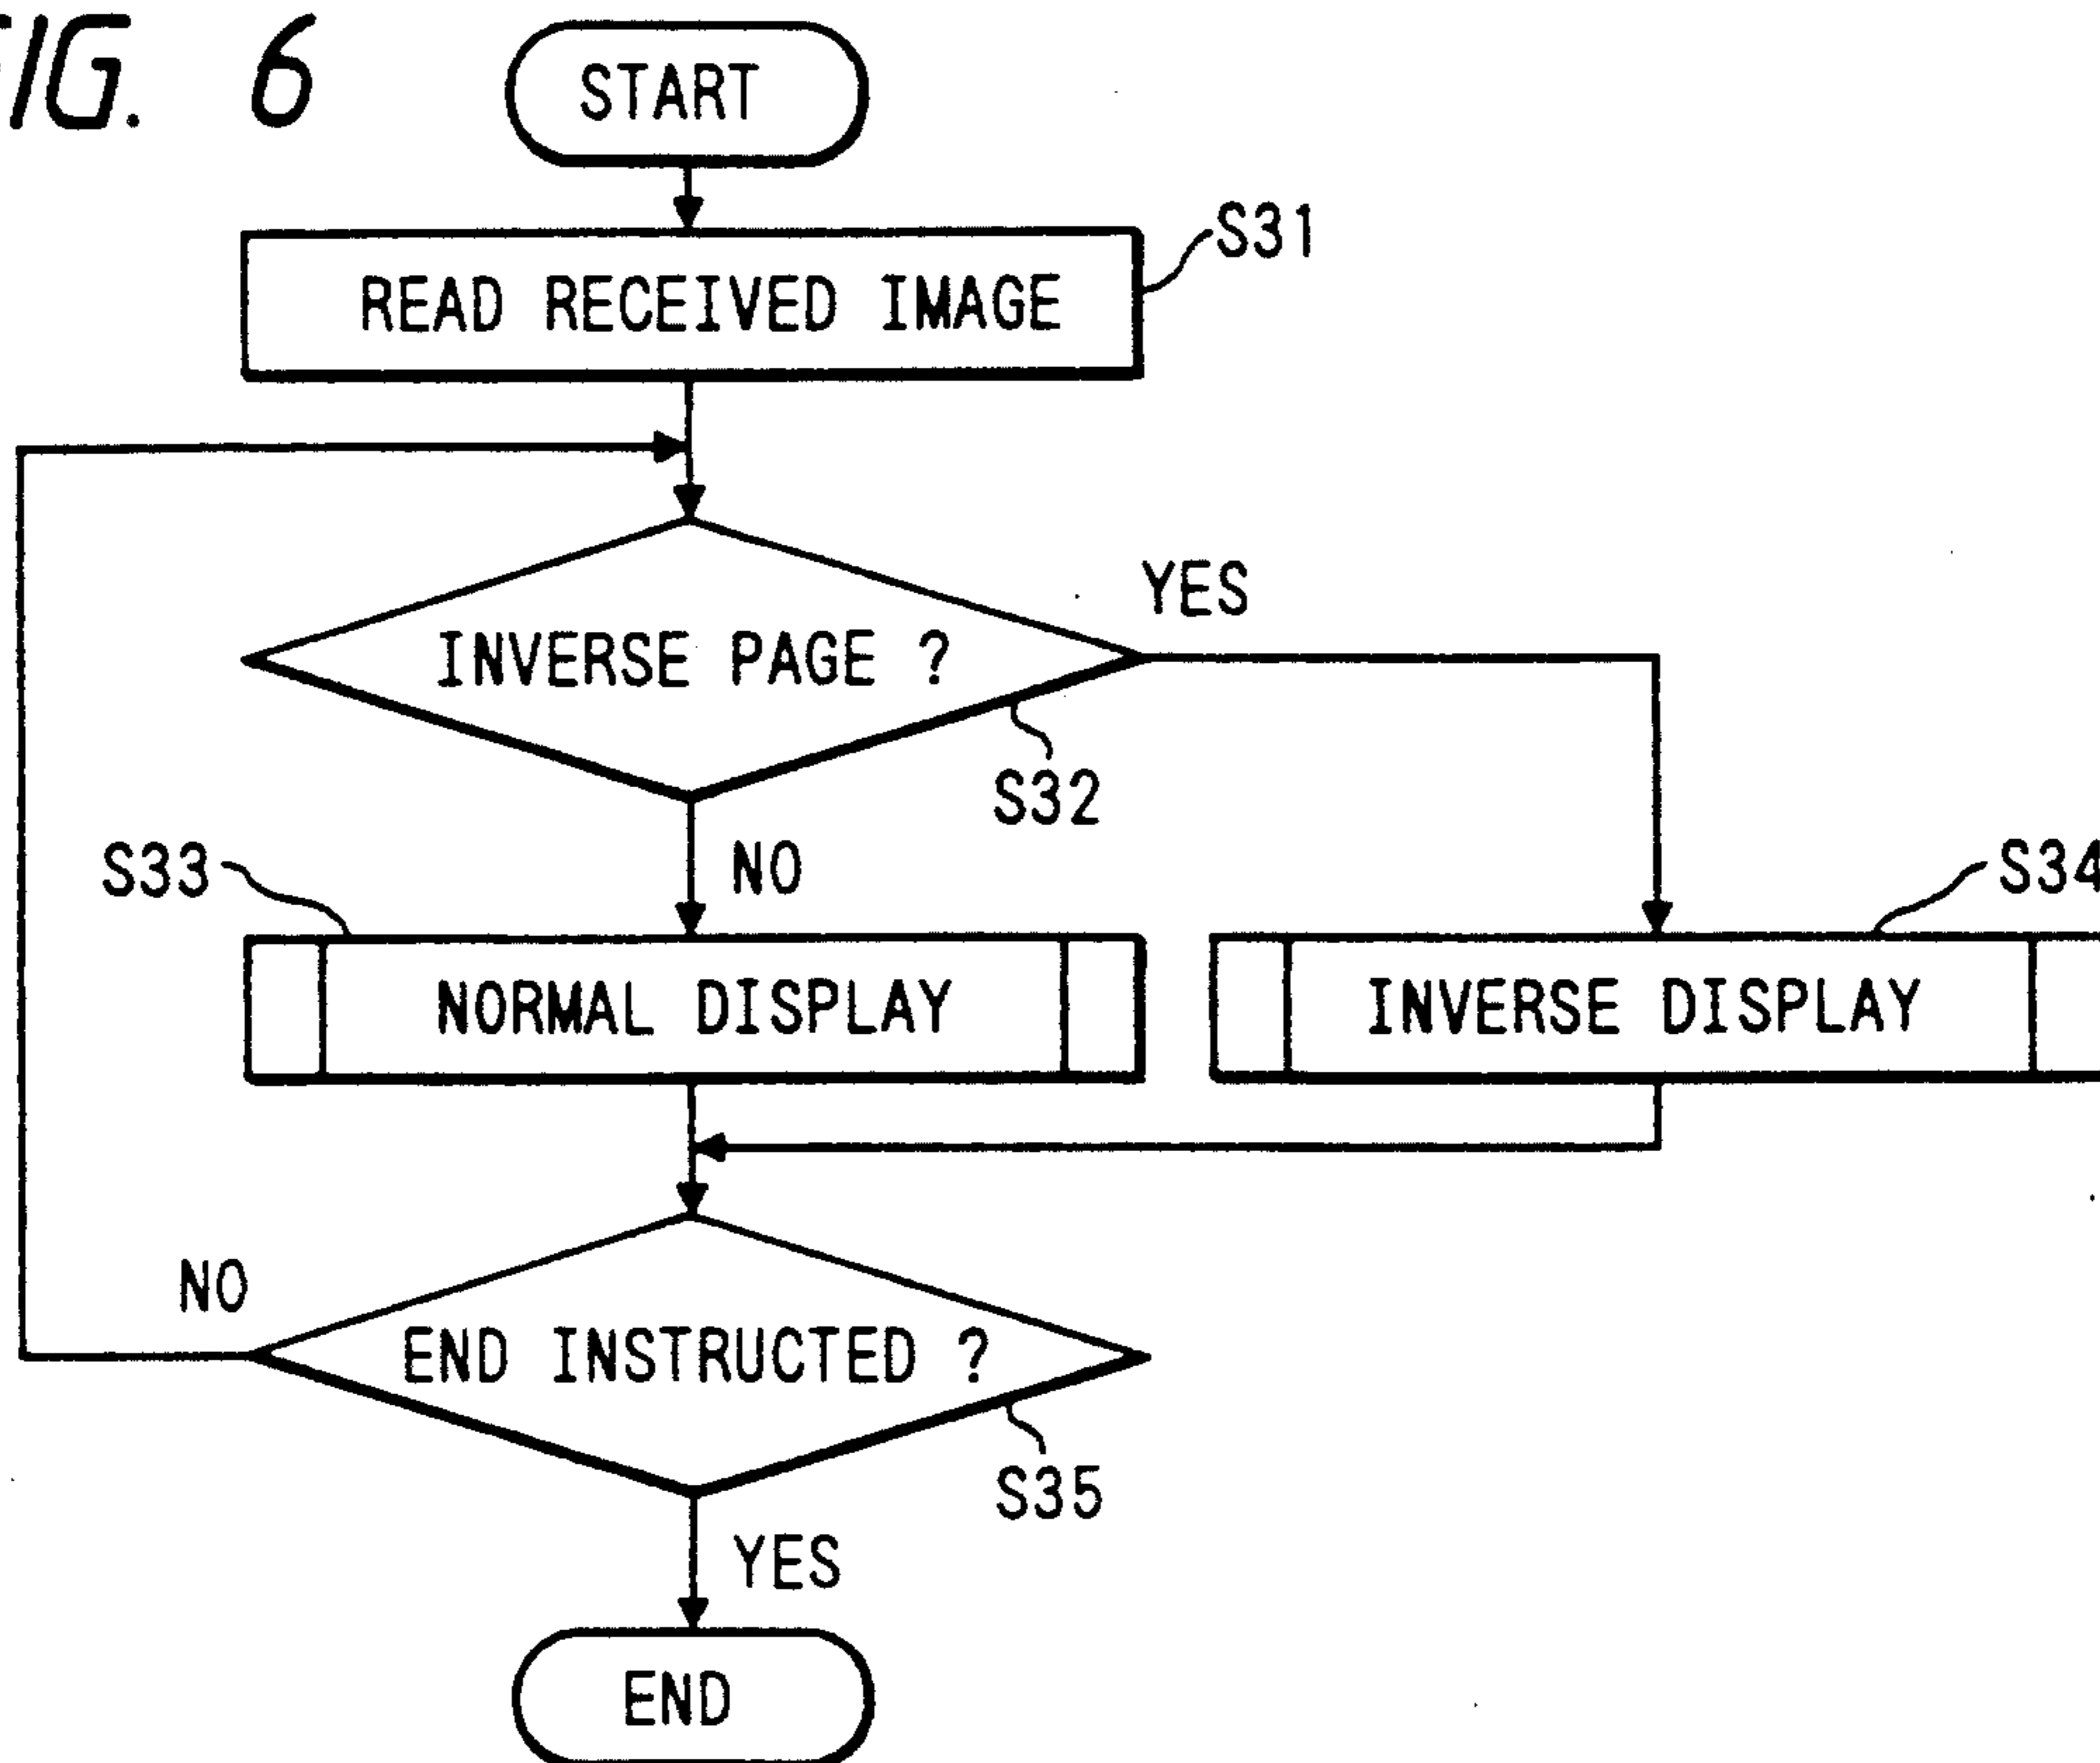 FIG. 6
START
S31
READ RECEIVED IMAGE
YES
INVERSE PAGE ?
S32
NO
S33
S34
NORMAL DISPLAY
INVERSE DISPLAY
NO
END INSTRUCTED ?
S35
YES
END